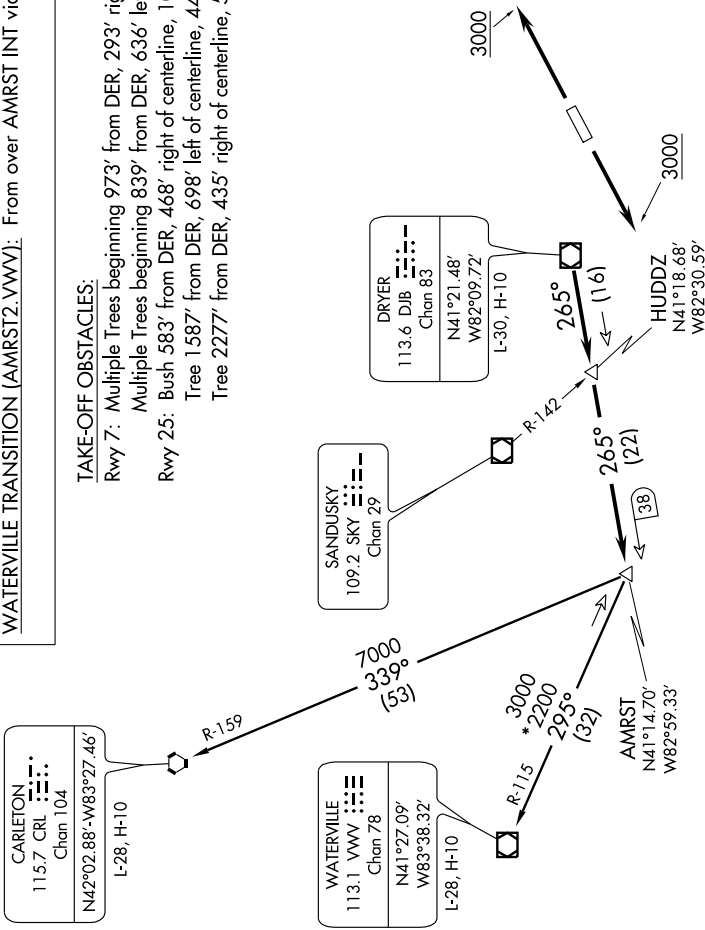 WATERVILLE TRANSITION (AMRST2.VWV): From over AMRST INT via
TAKE-OFF OBSTACLES:
Rwy 7: Multiple Trees beginning 973' from DER, 293'
Multiple Trees beginning 839' from DER, 636'
Rwy 25: Bush 583' from DER, 468' right of centerline,
Tree 1587' from DER, 698' left of centerline,
Tree 2277' from DER, 435' right of centerline,
CARLETON
115.7 CRL
Chan 104
N42°02.88'-W83°27.46'
L-28, H-10
R-159
7000
339°
(53)
WATERVILLE
113.1 VWV
Chan 78
N41°27.09'
W83°38.32'
L-28, H-10
R-115
3000
*2200
295°
(32)
AMRST
N41°14.70'
W82°59.33'
SANDUSKY
109.2 SKY
Chan 29
R-142
38
265°
(22)
DRYER
113.6 DJB
Chan 83
N41°21.48'
W82°09.72'
L-30, H-10
265°
(16)
HUDDZ
N41°18.68'
W82°30.59'
3000
3000